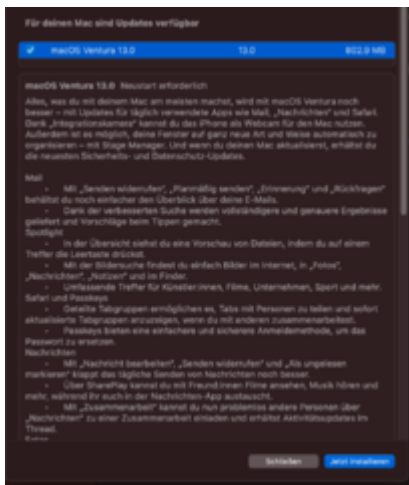 Für deinen Mac sind Updates verfügbar
macOS Ventura 13.0 13.0 802,9 MB
macOS Ventura 13.0 Neustart erforderlich
Alles, was du mit deinem Mac am meisten machst, wird mit macOS Ventura noch
besser – mit Updates für täglich verwendete Apps wie Mail, „Nachrichten“ und Safari.
Dank „Integrationskamera“ kannst du das iPhone als Webcam für den Mac nutzen.
Außerdem ist es möglich, deine Fenster auf ganz neue Art und Weise automatisch zu
organisieren – mit Stage Manager. Und wenn du deinen Mac aktualisierst, erhältst du
die neuesten Sicherheits- und Datenschutz-Updates.
Mail
• Mit „Senden widerrufen“, „Planmäßig senden“, „Erinnerung“ und „Rückfragen“
behältst du noch einfacher den Überblick über deine E-Mails.
• Dank der verbesserten Suche werden vollständigere und genauere Ergebnisse
geliefert und Vorschläge beim Tippen gemacht.
Spotlight
• In der Übersicht siehst du eine Vorschau von Dateien, indem du auf einem
Treffer die Leertaste drückst.
• Mit der Bildersuche findest du einfach Bilder im Internet, in „Fotos“,
„Nachrichten“, „Notizen“ und im Finder.
• Umfassende Treffer für Künstler:innen, Filme, Unternehmen, Sport und mehr.
Safari und Passkeys
• Geteilte Tabgruppen ermöglichen es, Tabs mit Personen zu teilen und sofort
aktualisierte Tabgruppen anzuzeigen, wenn du mit anderen zusammenarbeitest.
• Passkeys bieten eine einfachere und sicherere Anmeldemethode, um das
Passwort zu ersetzen.
Nachrichten
• Mit „Nachricht bearbeiten“, „Senden widerrufen“ und „Als ungelesen
markieren“ klappt das tägliche Senden von Nachrichten noch besser.
• Über SharePlay kannst du mit Freund:innen Filme ansehen, Musik hören und
mehr, während ihr euch in der Nachrichten-App austauscht.
• Mit „Zusammenarbeit“ kannst du nun problemlos andere Personen über
„Nachrichten“ zu einer Zusammenarbeit einladen und erhältst Aktivitätsupdates im
Thread.
Schließen Jetzt installieren